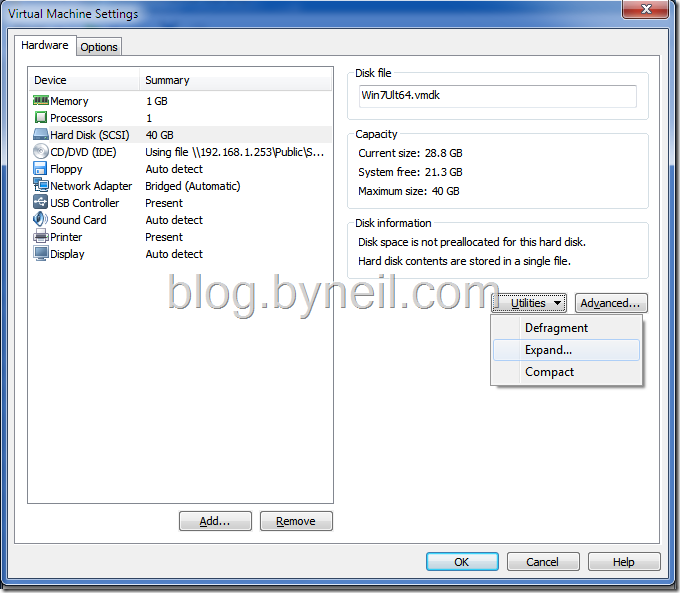 Virtual Machine Settings
Hardware
Options
Device Summary
Memory 1 GB
Processors 1
Hard Disk (SCSI) 40 GB
CD/DVD (IDE) Using file \\192.168.1.253\Public\S...
Floppy Auto detect
Network Adapter Bridged (Automatic)
USB Controller Present
Sound Card Auto detect
Printer Present
Display Auto detect
Add...
Remove
Disk file
Win7Ult64.vmdk
Capacity
Current size: 28.8 GB
System free: 21.3 GB
Maximum size: 40 GB
Disk information
Disk space is not preallocated for this hard disk.
Hard disk contents are stored in a single file.
blog.byneil.com
Utilities
Advanced...
Defragment
Expand...
Compact
OK
Cancel
Help